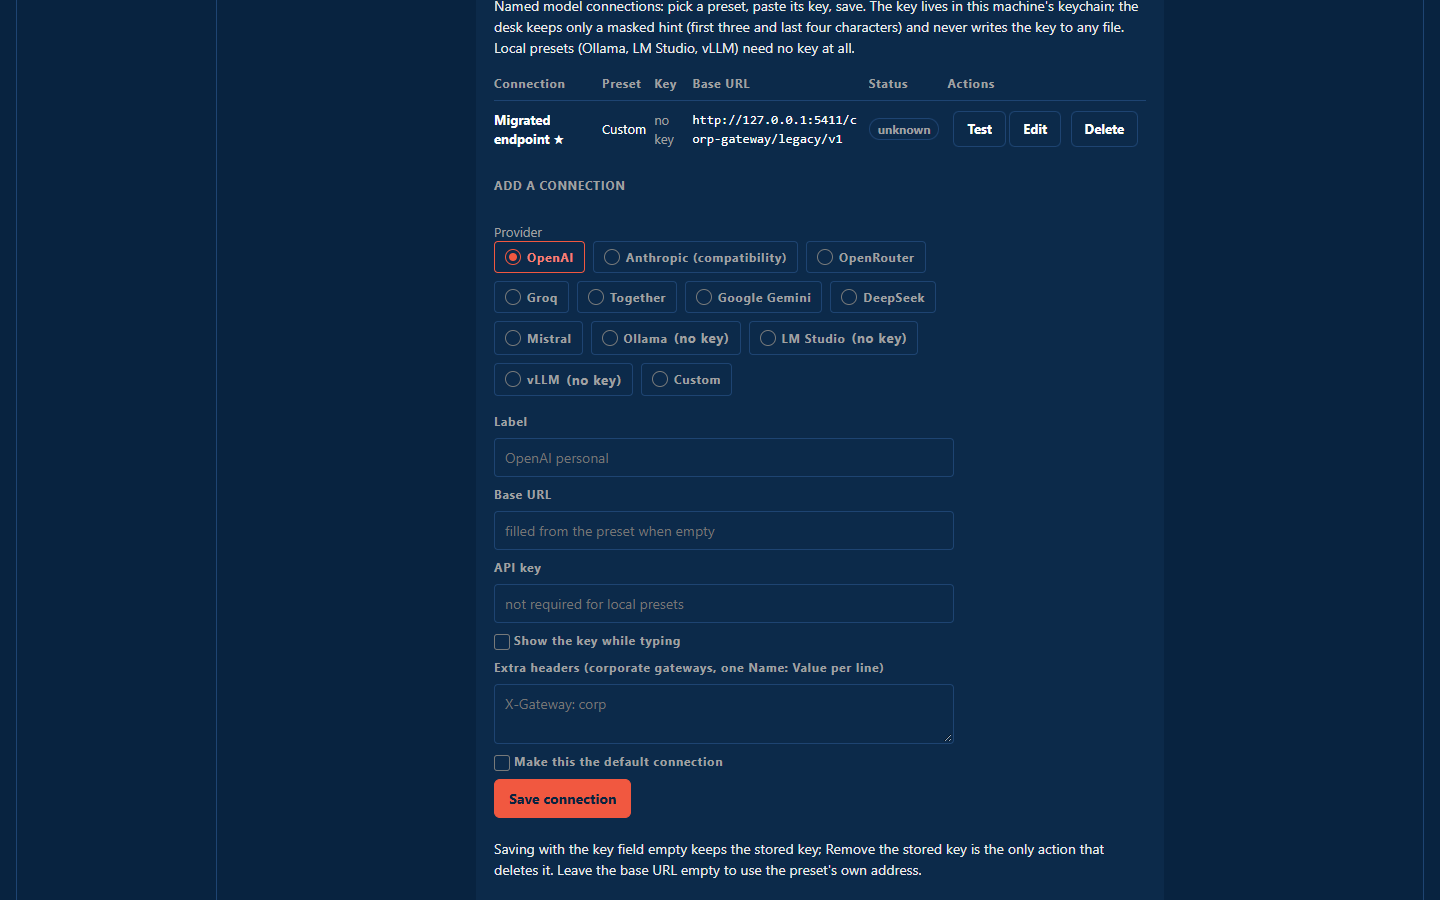 Named model connections: pick a preset, paste its key, save. The key lives in this machine's keychain; the
desk keeps only a masked hint (first three and last four characters) and never writes the key to any file.
Local presets (Ollama, LM Studio, vLLM) need no key at all.
Connection Preset Key Base URL Status Actions
Migrated endpoint ★ Custom no key http://127.0.0.1:5411/corp-gateway/legacy/v1 unknown Test Edit Delete
ADD A CONNECTION
Provider
OpenAI Anthropic (compatibility) OpenRouter
Groq Together Google Gemini DeepSeek
Mistral Ollama (no key) LM Studio (no key)
vLLM (no key) Custom
Label
OpenAI personal
Base URL
filled from the preset when empty
API key
not required for local presets
Show the key while typing
Extra headers (corporate gateways, one Name: Value per line)
X-Gateway: corp
Make this the default connection
Save connection
Saving with the key field empty keeps the stored key; Remove the stored key is the only action that
deletes it. Leave the base URL empty to use the preset's own address.